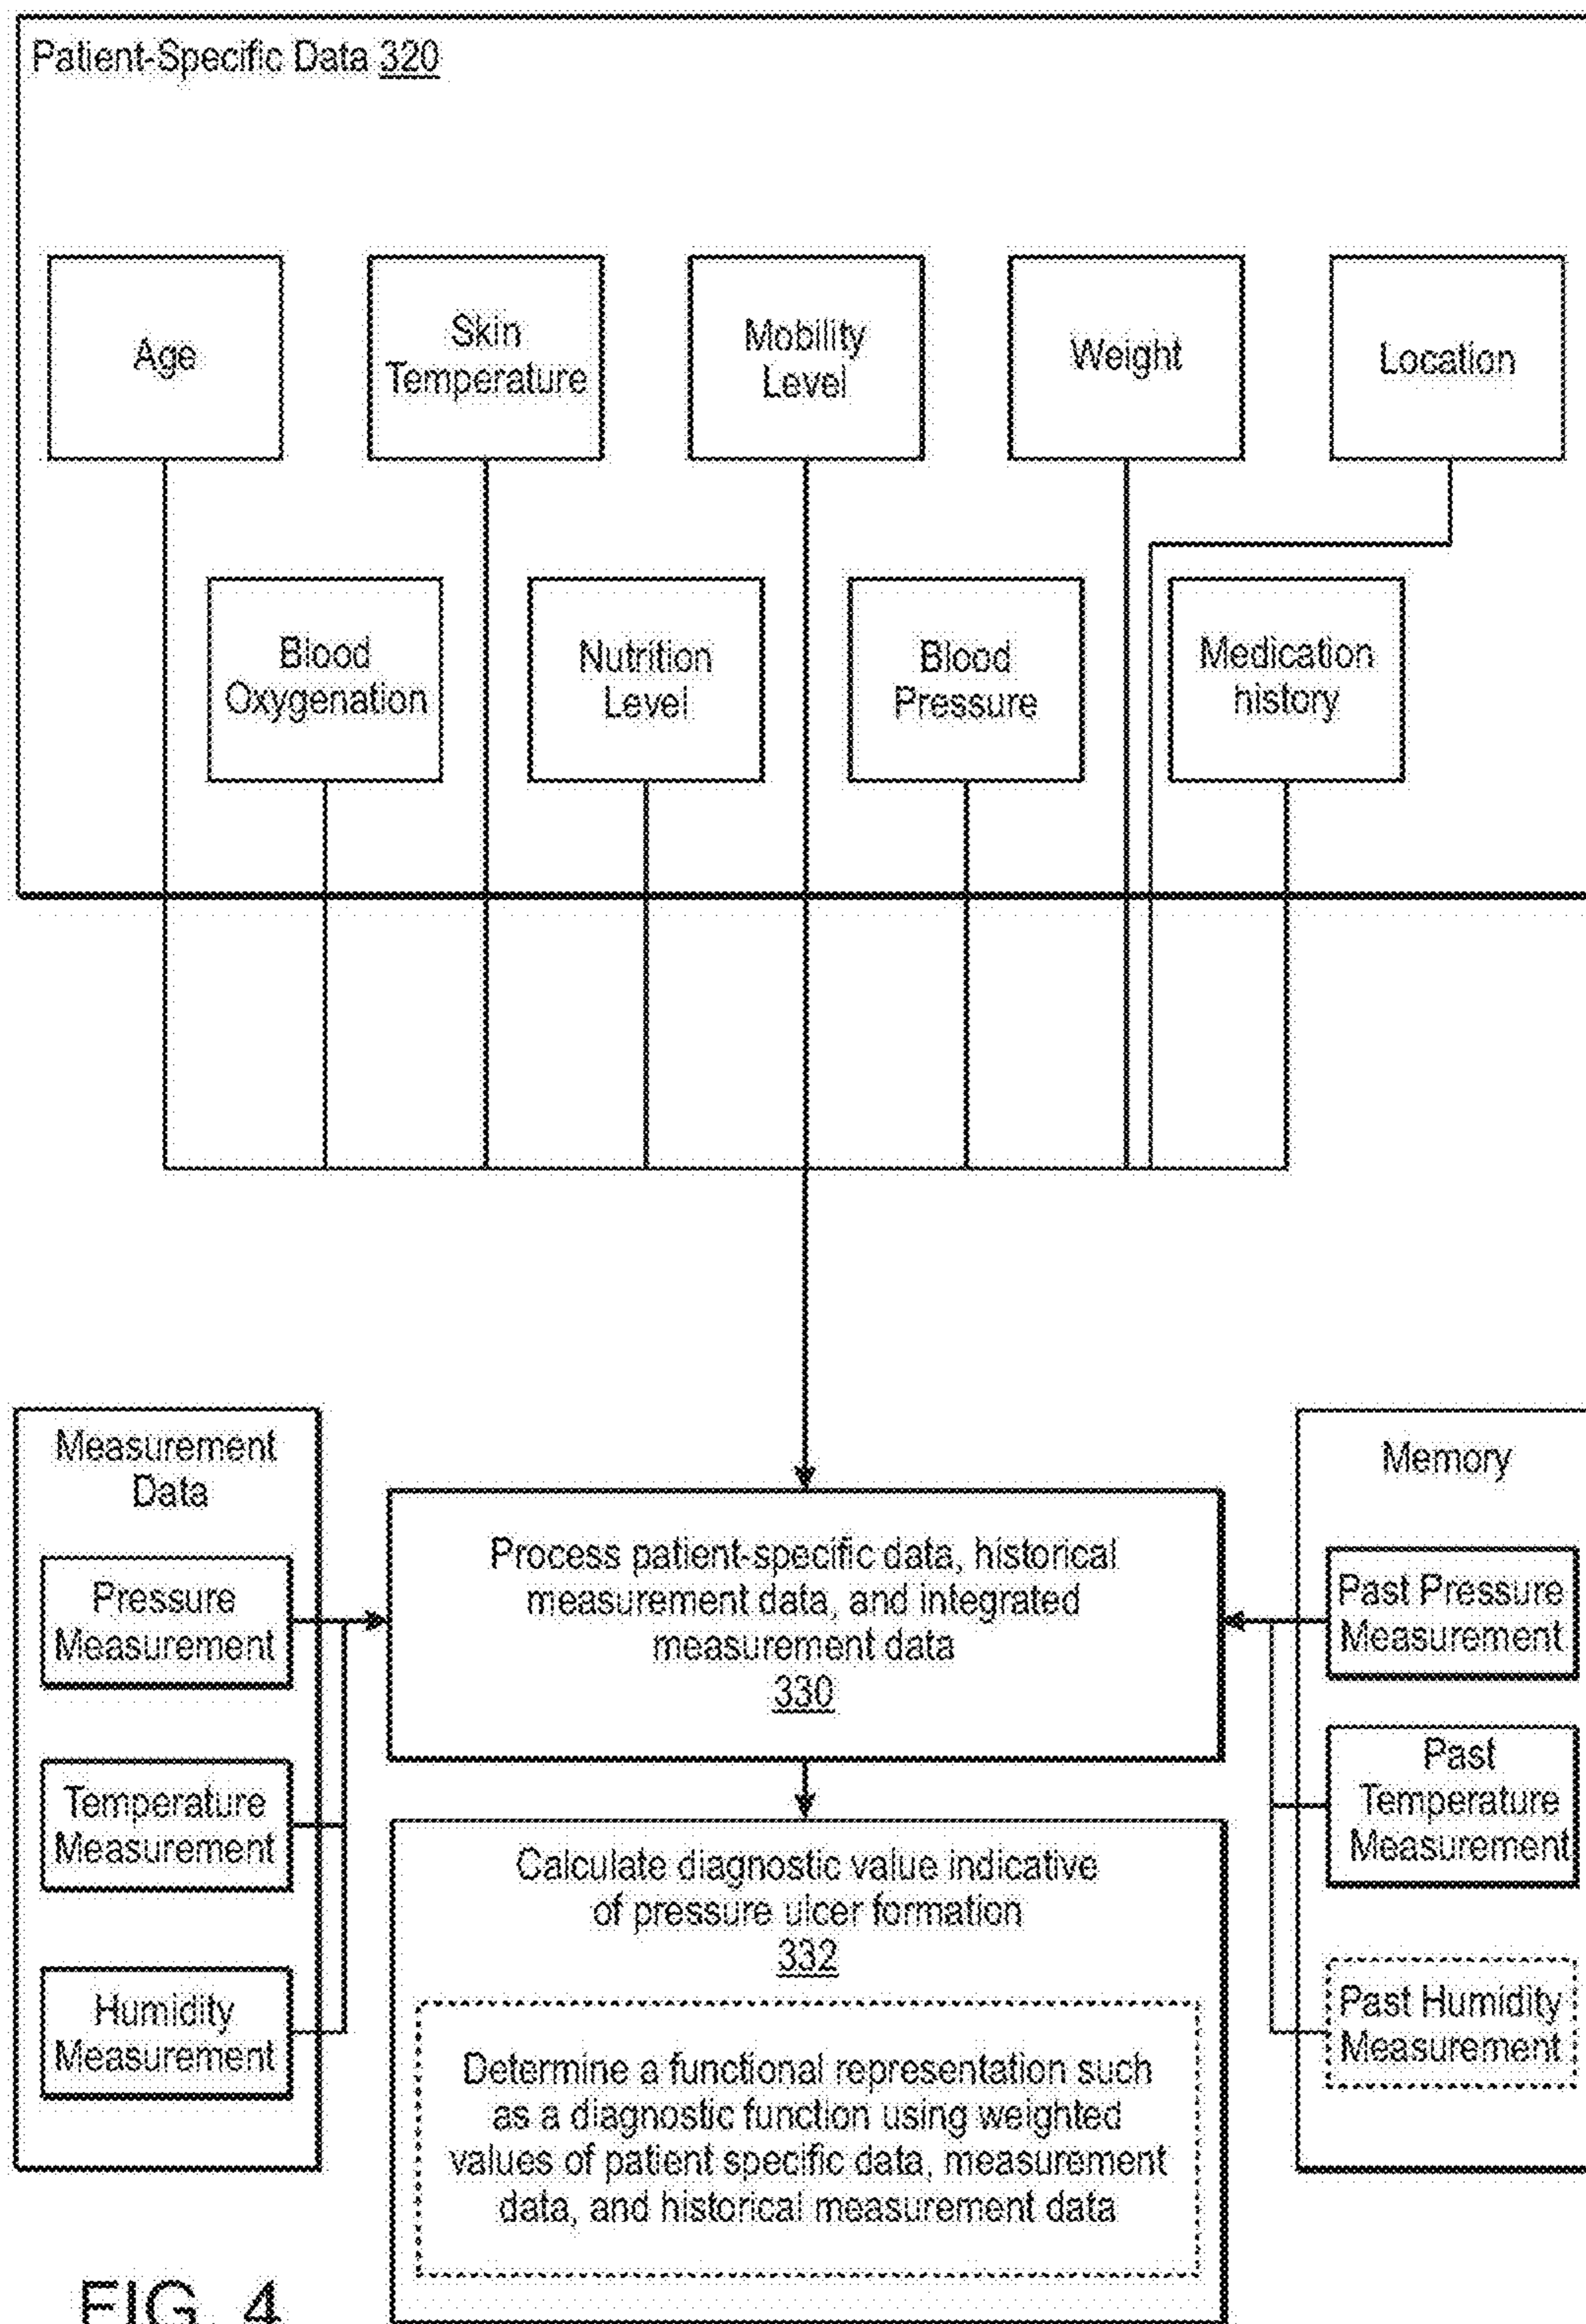 Patient-Specific Data 320
Age
Skin
Temperature
Mobility
Level
Weight
Location
Blood
Oxygenation
Nutrition
Level
Blood
Pressure
Medication
history
Measurement
Data
Pressure
Measurement
Temperature
Measurement
Humidity
Measurement
Process patient-specific data, historical
measurement data, and integrated
measurement data
330
Calculate diagnostic value indicative
of pressure ulcer formation
332
Determine a functional representation such
as a diagnostic function using weighted
values of patient specific data, measurement
data, and historical measurement data
Memory
Past Pressure
Measurement
Past
Temperature
Measurement
Past Humidity
Measurement
FIG. 4